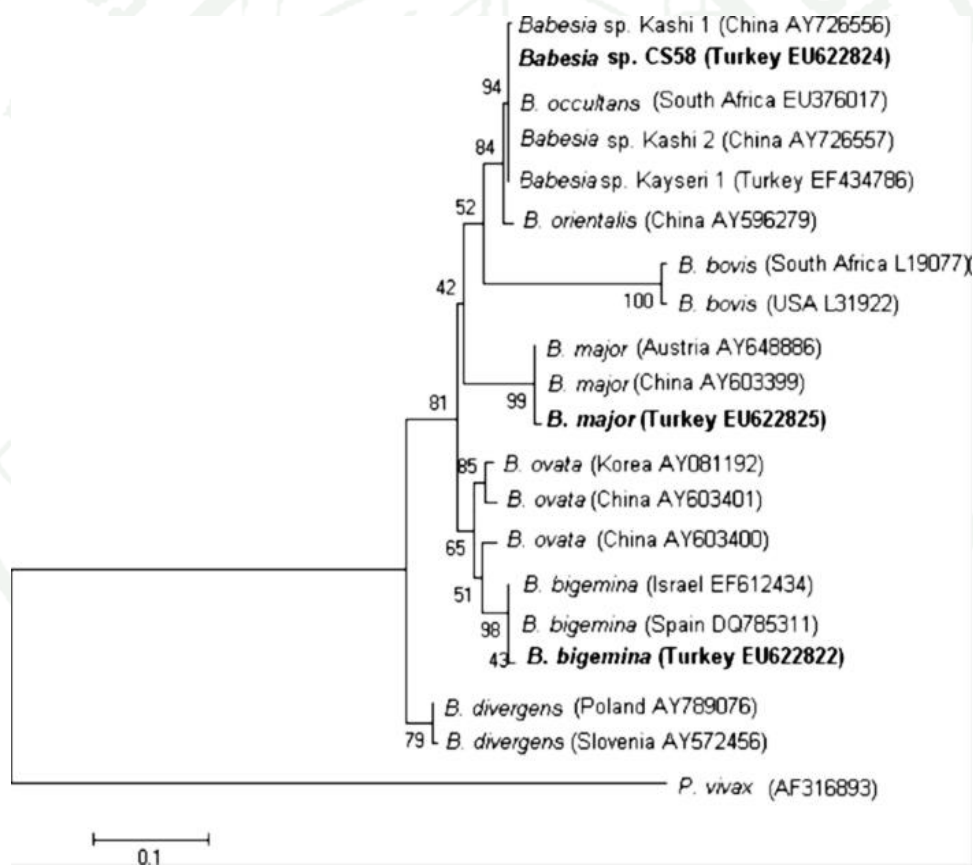 Babesia sp. Kashi 1 (China AY726556)
Babesia sp. CS58 (Turkey EU622824)
94
B. occultans (South Africa EU376017)
Babesia sp. Kashi 2 (China AY726557)
84
Babesia sp. Kayseri 1 (Turkey EF434786)
52
B. orientalis (China AY596279)
B. bovis (South Africa L19077)(
42
100
B. bovis (USA L31922)
B. major (Austria AY648886)
B. major (China AY603399)
81
99
B. major (Turkey EU622825)
85
B. ovata (Korea AY081192)
B. ovata (China AY603401)
65
B. ovata (China AY603400)
51
B. bigemina (Israel EF612434)
98
B. bigemina (Spain DQ785311)
43
B. bigemina (Turkey EU622822)
B. divergens (Poland AY789076)
79
B. divergens (Slovenia AY572456)
P. vivax (AF316893)
0.1